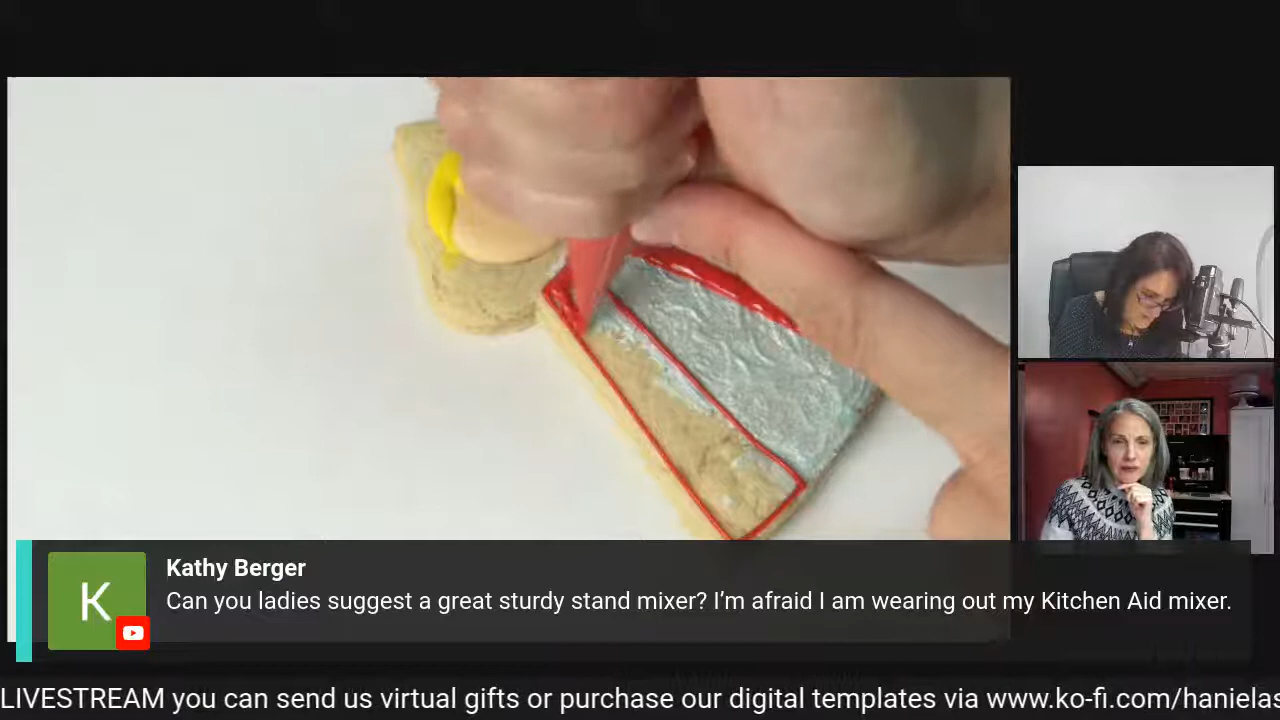 K
Kathy Berger
Can you ladies suggest a great sturdy stand mixer? I’m afraid I am wearing out my Kitchen Aid mixer.
LIVESTREAM you can send us virtual gifts or purchase our digital templates via www.ko-fi.com/hanielas